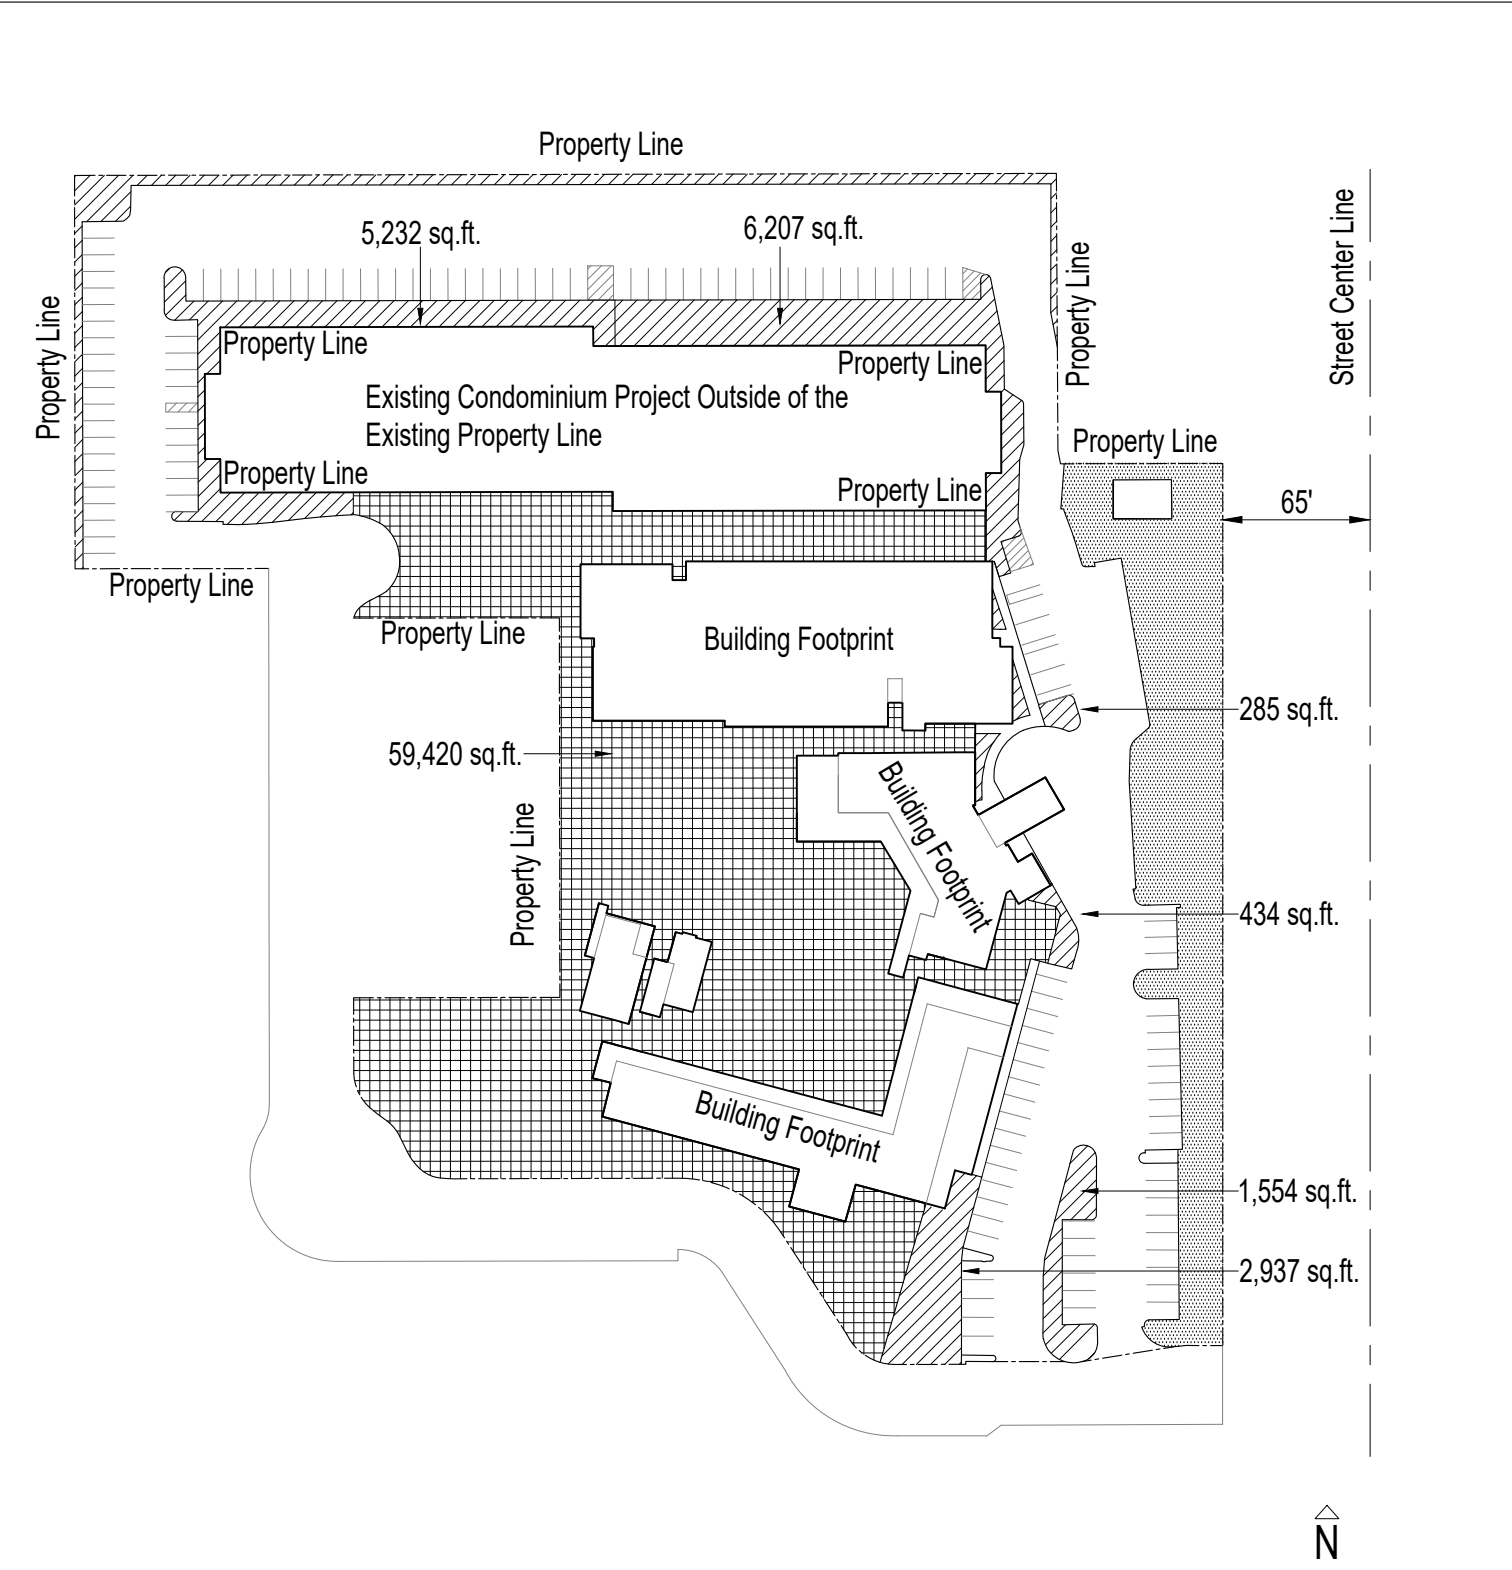 Property Line
5,232 sq.ft.
6,207 sq.ft.
Street Center Line
Property Line
Property Line
Property Line
Property Line
Existing Condominium Project Outside of the
Existing Property Line
Property Line
Property Line
Property Line
65'
Property Line
Property Line
Building Footprint
285 sq.ft.
59,420 sq.ft.
Building Footprint
Property Line
434 sq.ft.
Building Footprint
1,554 sq.ft.
2,937 sq.ft.
N